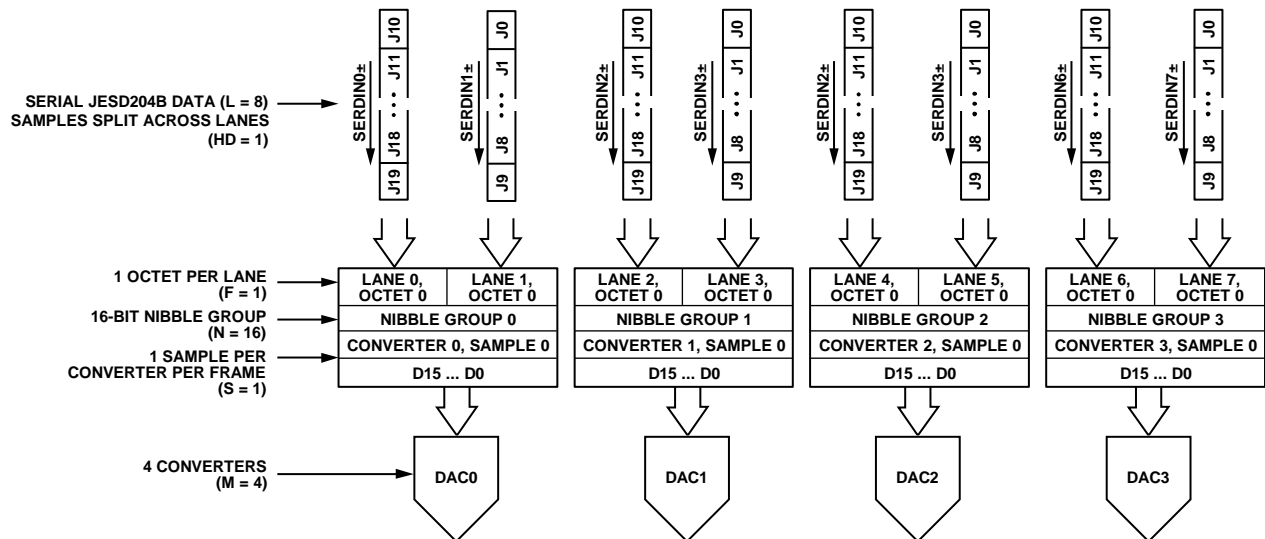 J10
J11
• • •
J18
J19
SERDIN0±
J0
J1
• • •
J8
J9
SERDIN1±
J10
J11
• • •
J18
J19
SERDIN2±
J0
J1
• • •
J8
J9
SERDIN3±
J10
J11
• • •
J18
J19
SERDIN2±
J0
J1
• • •
J8
J9
SERDIN3±
J10
J11
• • •
J18
J19
SERDIN6±
J0
J1
• • •
J8
J9
SERDIN7±
SERIAL JESD204B DATA (L = 8)
SAMPLES SPLIT ACROSS LANES
(HD = 1)
1 OCTET PER LANE
(F = 1)
16-BIT NIBBLE GROUP
(N = 16)
1 SAMPLE PER
CONVERTER PER FRAME
(S = 1)
4 CONVERTERS
(M = 4)
LANE 0,
OCTET 0
LANE 1,
OCTET 0
NIBBLE GROUP 0
CONVERTER 0, SAMPLE 0
D15 ... D0
DAC0
LANE 2,
OCTET 0
LANE 3,
OCTET 0
NIBBLE GROUP 1
CONVERTER 1, SAMPLE 0
D15 ... D0
DAC1
LANE 4,
OCTET 0
LANE 5,
OCTET 0
NIBBLE GROUP 2
CONVERTER 2, SAMPLE 0
D15 ... D0
DAC2
LANE 6,
OCTET 0
LANE 7,
OCTET 0
NIBBLE GROUP 3
CONVERTER 3, SAMPLE 0
D15 ... D0
DAC3